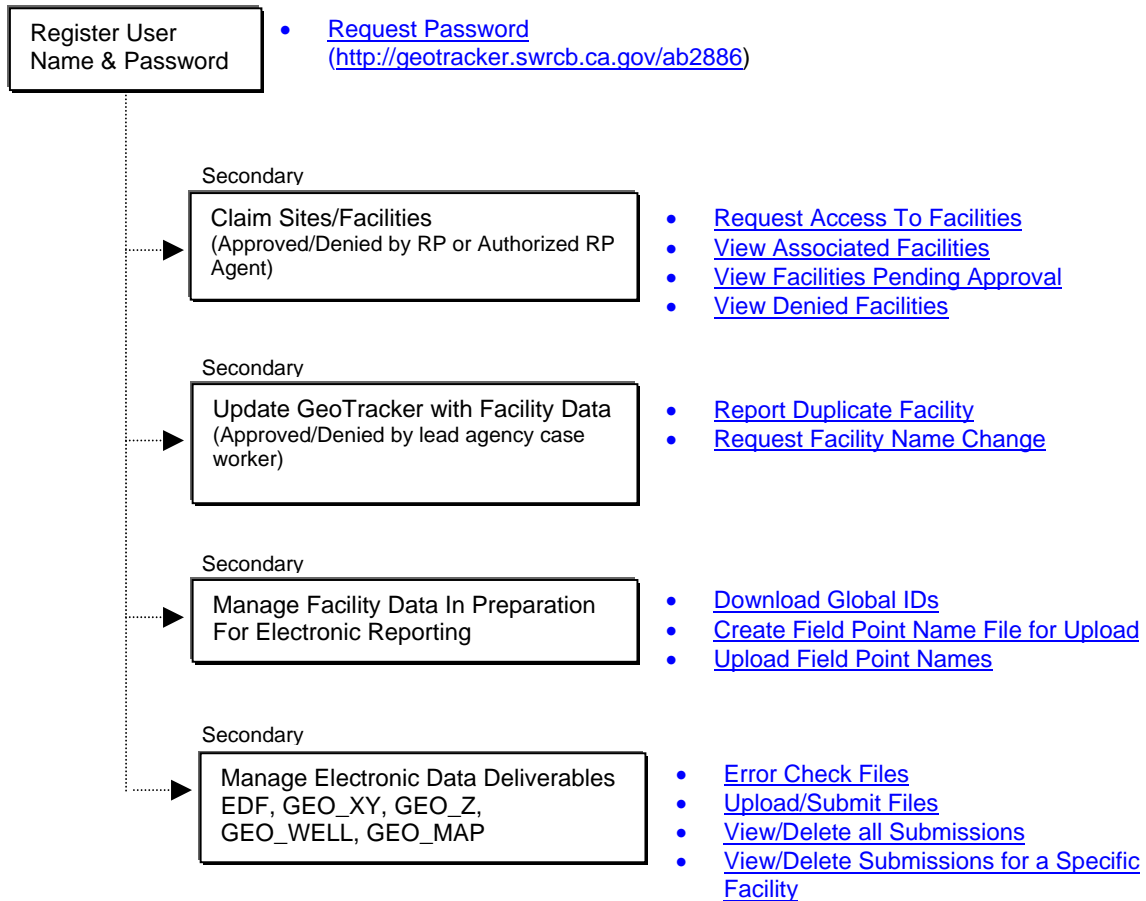 Register User
Name & Password
• Request Password
(http://geotracker.swrcb.ca.gov/ab2886)
Secondary
Claim Sites/Facilities
(Approved/Denied by RP or Authorized RP
Agent)
• Request Access To Facilities
• View Associated Facilities
• View Facilities Pending Approval
• View Denied Facilities
Secondary
Update GeoTracker with Facility Data
(Approved/Denied by lead agency case
worker)
• Report Duplicate Facility
• Request Facility Name Change
Secondary
Manage Facility Data In Preparation
For Electronic Reporting
• Download Global IDs
• Create Field Point Name File for Upload
• Upload Field Point Names
Secondary
Manage Electronic Data Deliverables
EDF, GEO_XY, GEO_Z,
GEO_WELL, GEO_MAP
• Error Check Files
• Upload/Submit Files
• View/Delete all Submissions
• View/Delete Submissions for a Specific
Facility